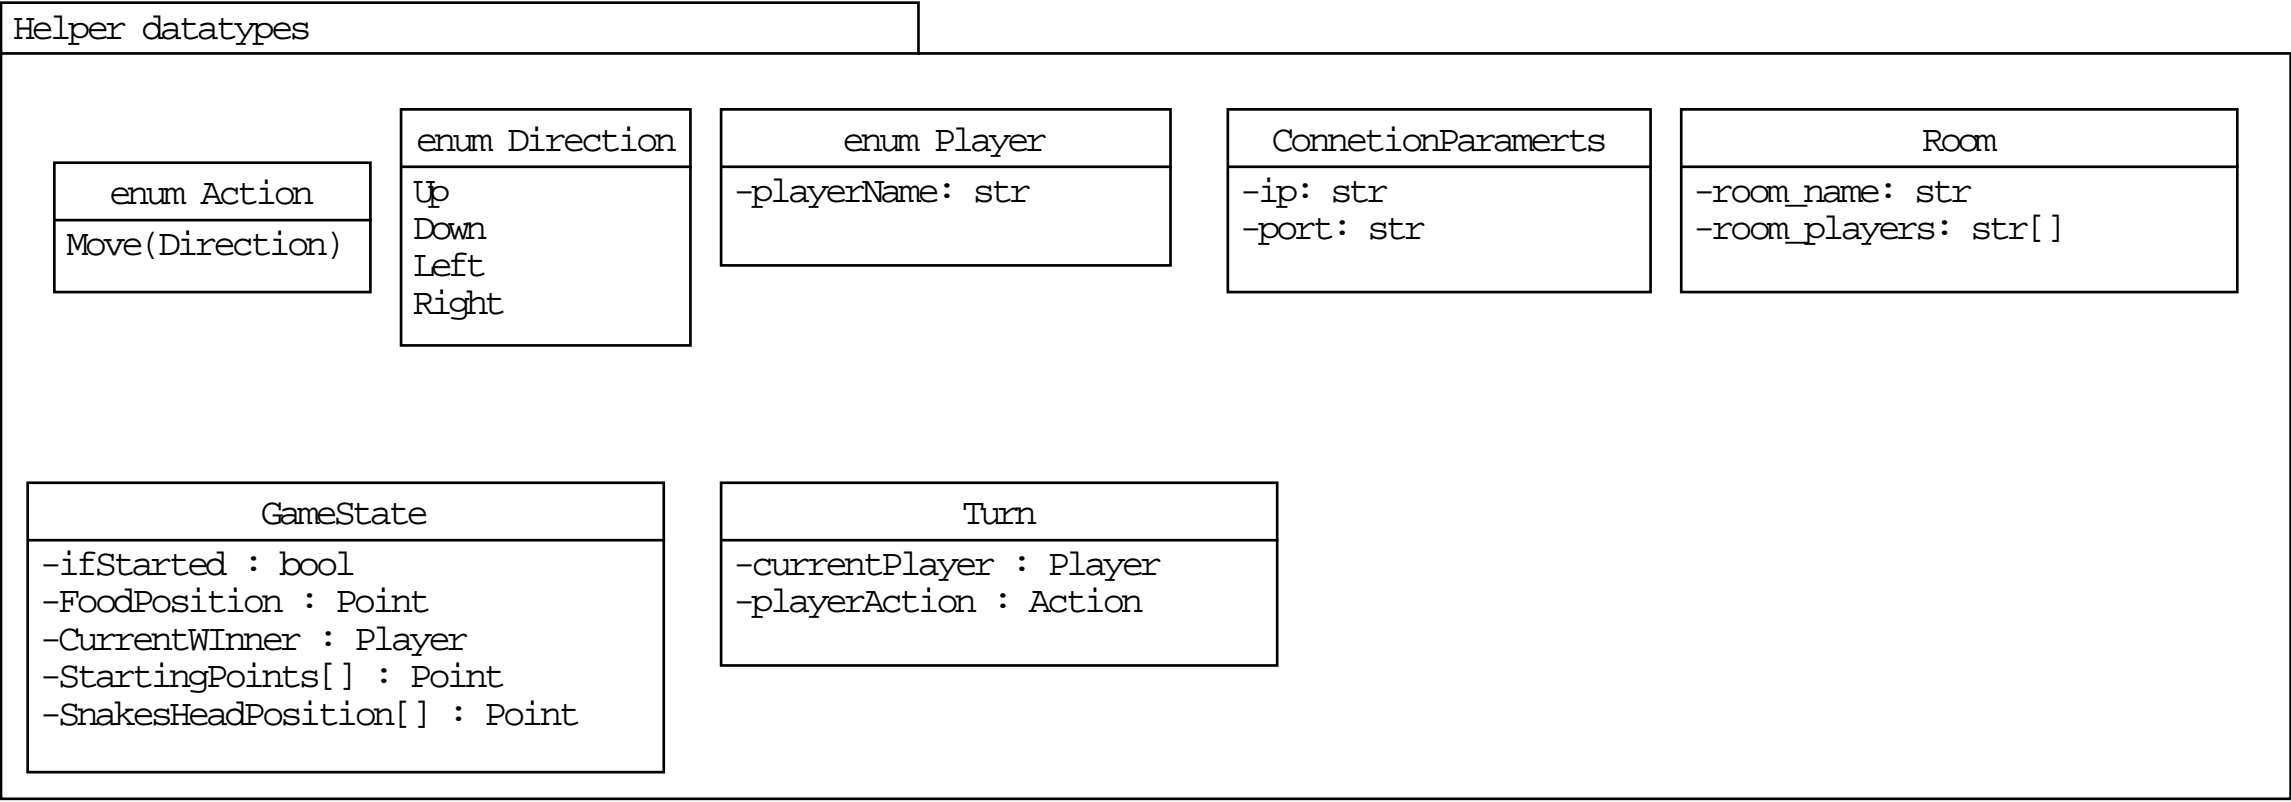 Helper datatypes
enum Action
Move(Direction)
enum Direction
Up
Down
Left
Right
enum Player
-playerName: str
ConnetionParamerts
-ip: str
-port: str
Room
-room_name: str
-room_players: str[]
GameState
-ifStarted : bool
-FoodPosition : Point
-CurrentWInner : Player
-StartingPoints[] : Point
-SnakesHeadPosition[] : Point
Turn
-currentPlayer : Player
-playerAction : Action